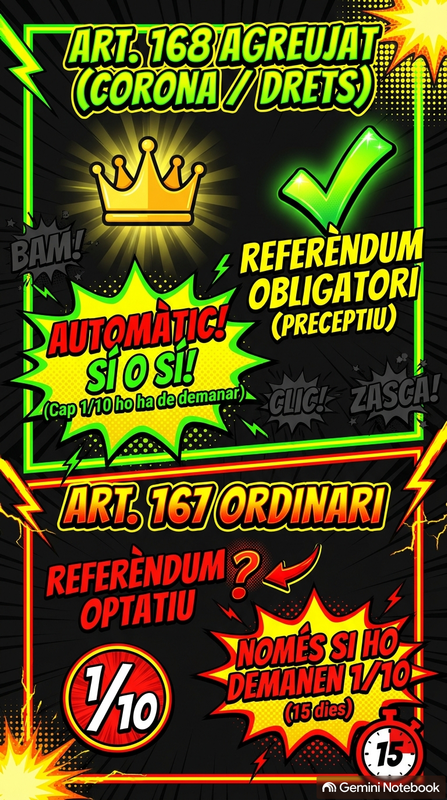 ART. 168 AGREUJAT
(CORONA / DRETS)
BAM!
REFERÈNDUM
OBLIGATORI
(PRECEPTIU)
AUTOMÀTIC!
SÍ O SÍ!
(Cap 1/10 ho ha de demanar)
CLIC!
ZASCA!
ART. 167 ORDINARI
REFERÈNDUM
OPTATIU
?
1/10
NOMÉS SI HO
DEMANEN 1/10
(15 dies)
15
Gemini Notebook